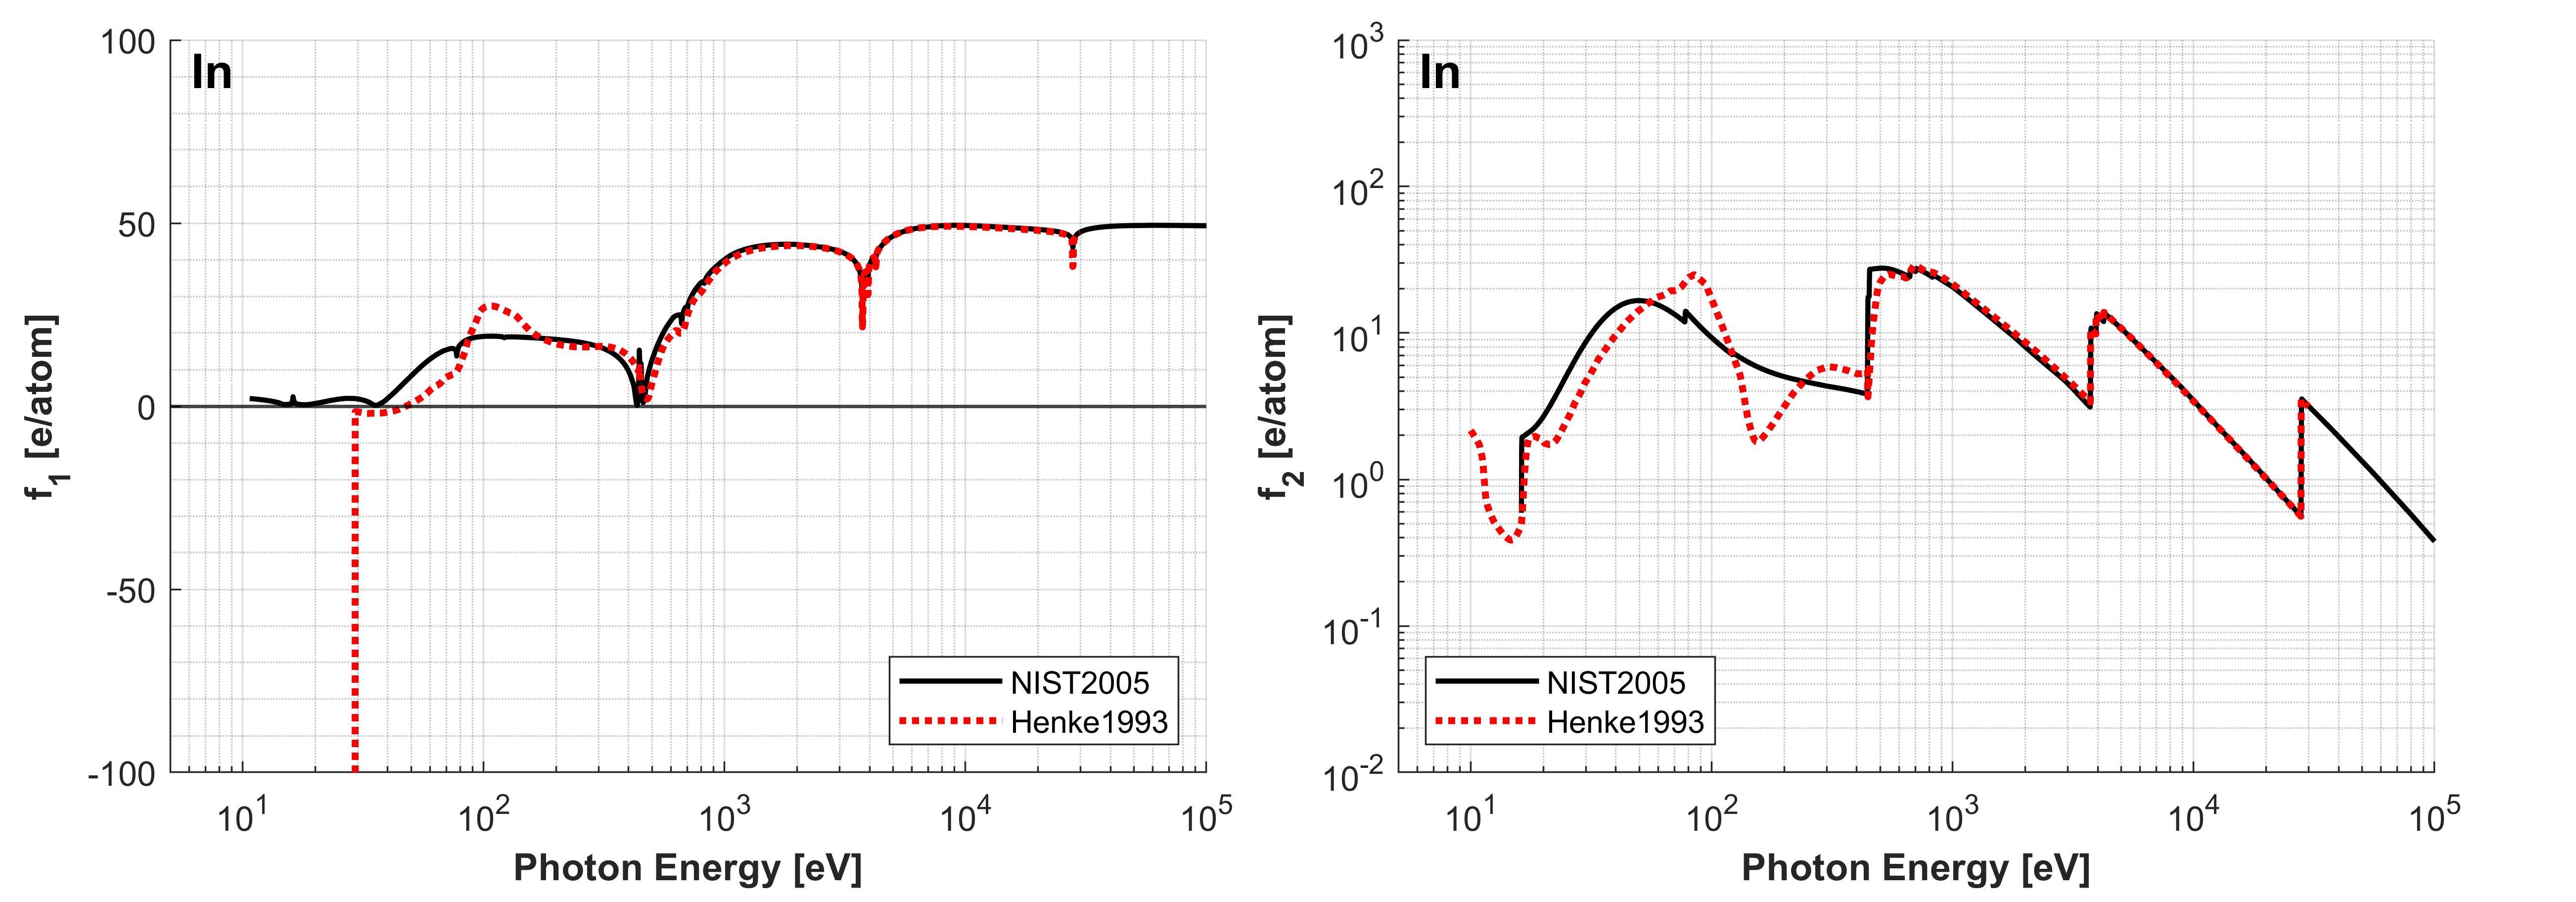 In
100
50
0
-50
-100
f1 [e/atom]
10^1 10^2 10^3 10^4 10^5
Photon Energy [eV]
NIST2005
Henke1993
In
10^3
10^2
10^1
10^0
10^-1
10^-2
f2 [e/atom]
10^1 10^2 10^3 10^4 10^5
Photon Energy [eV]
NIST2005
Henke1993